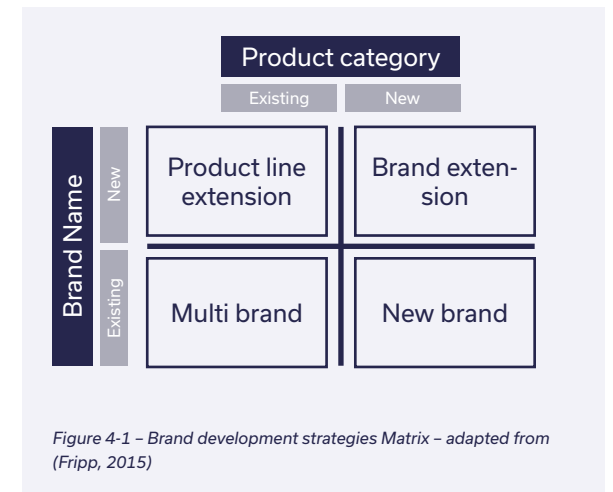 Product category
Existing
New
Brand Name
New
Product line
extension
Brand exten-
sion
Existing
Multi brand
New brand
Figure 4-1 – Brand development strategies Matrix – adapted from
(Fripp, 2015)